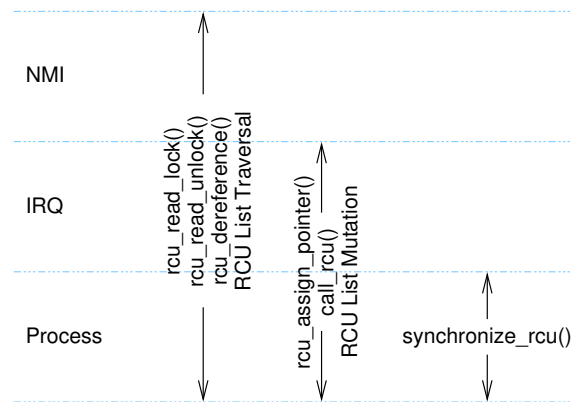 NMI
rcu_read_lock()
rcu_read_unlock()
rcu_dereference()
RCU List Traversal
IRQ
rcu_assign_pointer()
call_rcu()
RCU List Mutation
Process
synchronize_rcu()